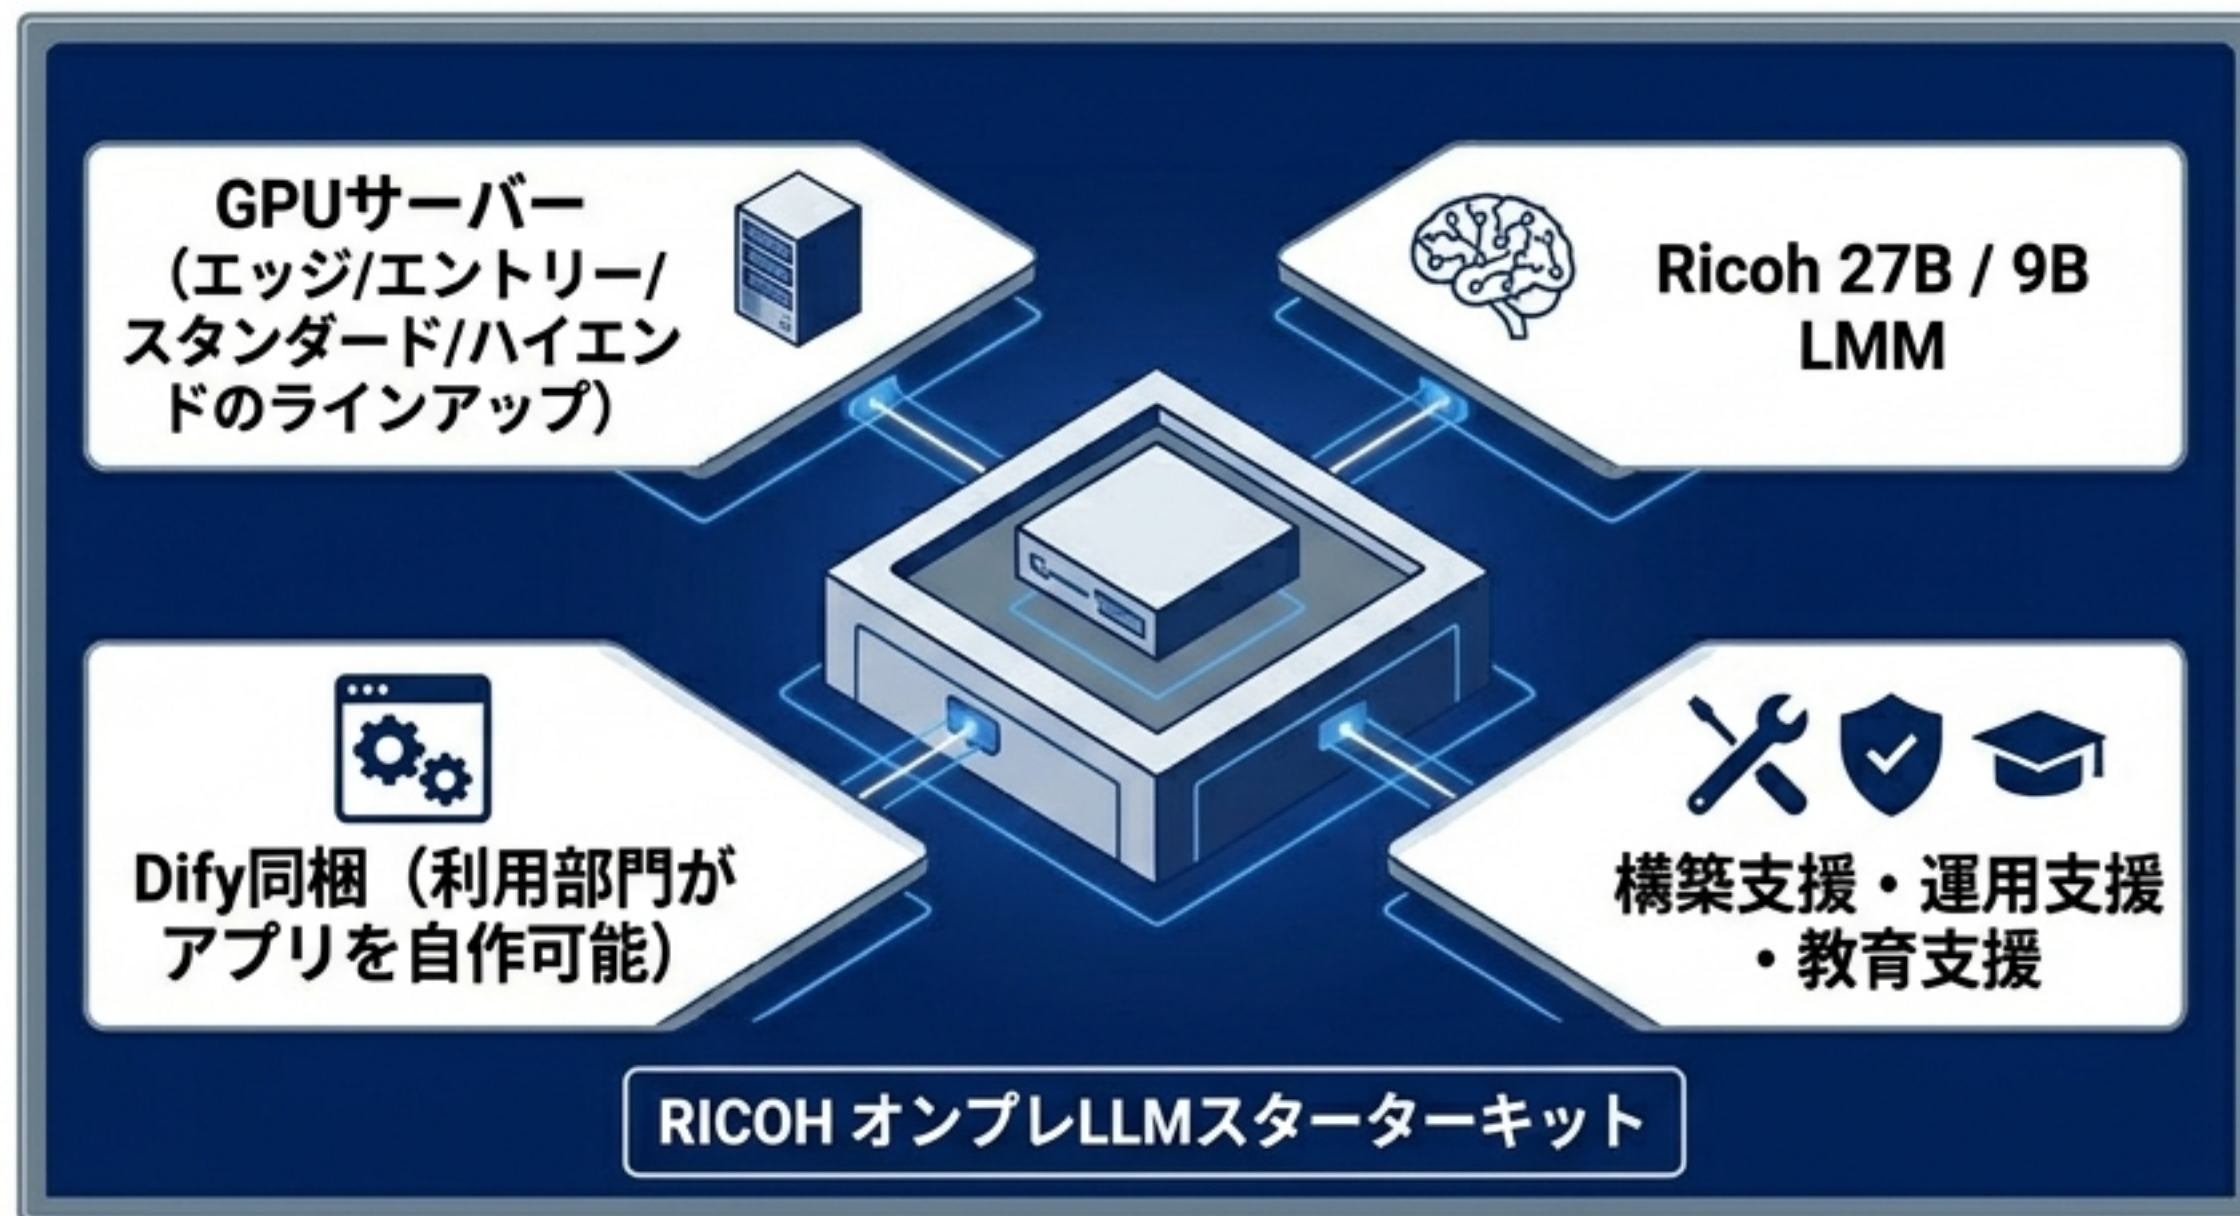 GPUサーバー
（エッジ/エントリー/
スタンダード/ハイエン
ドのラインアップ）
Ricoh 27B / 9B
LMM
Dify同梱（利用部門が
アプリを自作可能）
構築支援・運用支援
・教育支援
RICOH オンプレLLMスターターキット